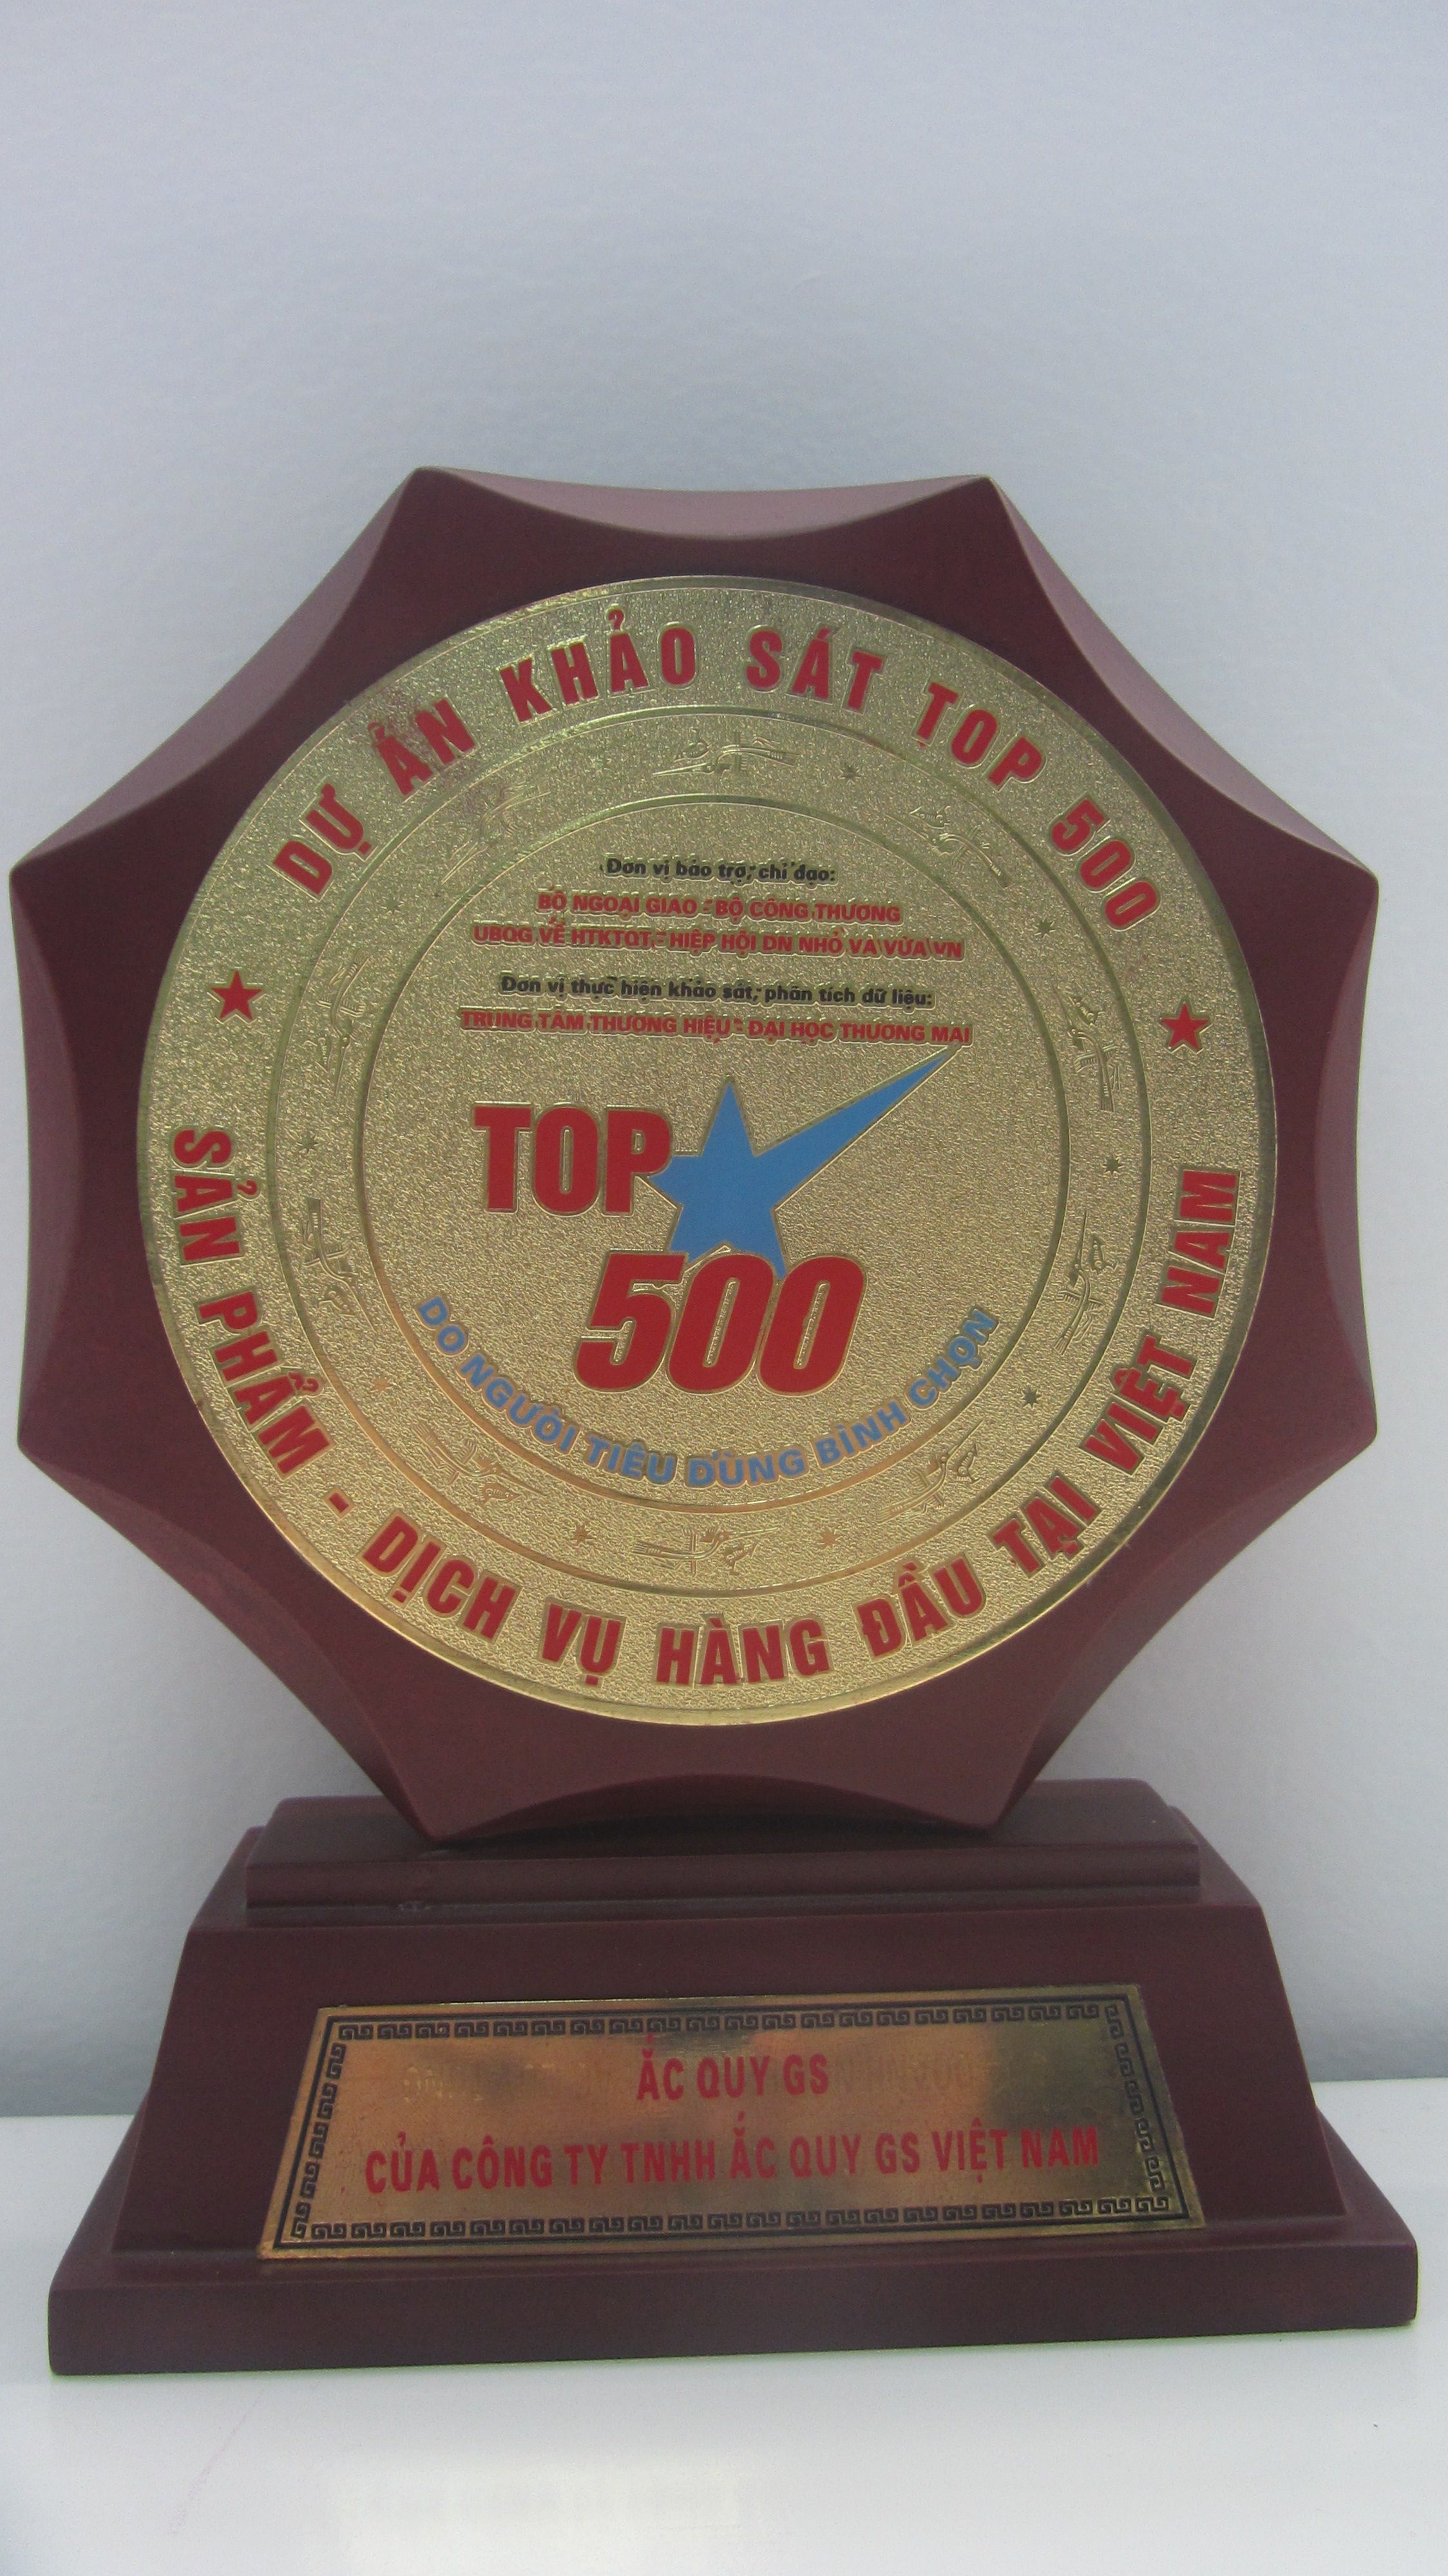 DỰ ÁN KHẢO SÁT TOP 500
Đơn vị bảo trợ, chỉ đạo:
BỘ NGOẠI GIAO - BỘ CÔNG THƯƠNG
UBQG VỀ HTKTQT - HIỆP HỘI DN NHỎ VÀ VỪA VN
Đơn vị thực hiện khảo sát, phân tích dữ liệu:
TRUNG TÂM THƯƠNG HIỆU - ĐẠI HỌC THƯƠNG MẠI
TOP
500
DO NGƯỜI TIÊU DÙNG BÌNH CHỌN
SẢN PHẨM - DỊCH VỤ HÀNG ĐẦU TẠI VIỆT NAM
ẮC QUY GS
CỦA CÔNG TY TNHH ẮC QUY GS VIỆT NAM